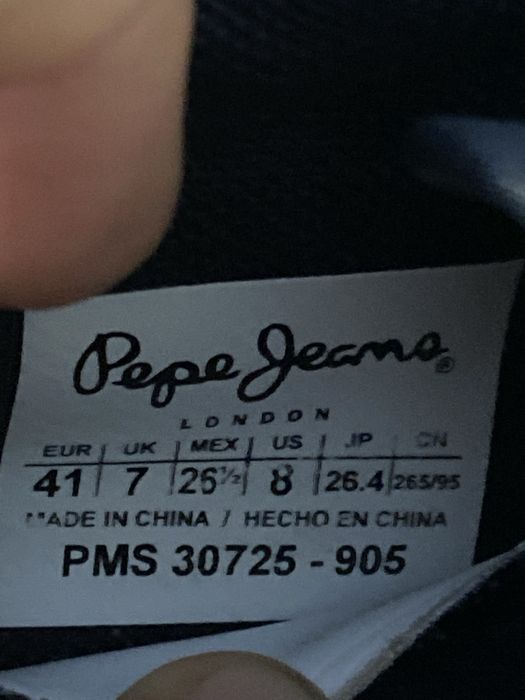 Pepe Jeans®
LONDON
EUR UK MEX US JP CN
41 7 26½ 8 26.4 265/95
MADE IN CHINA / HECHO EN CHINA
PMS 30725 - 905